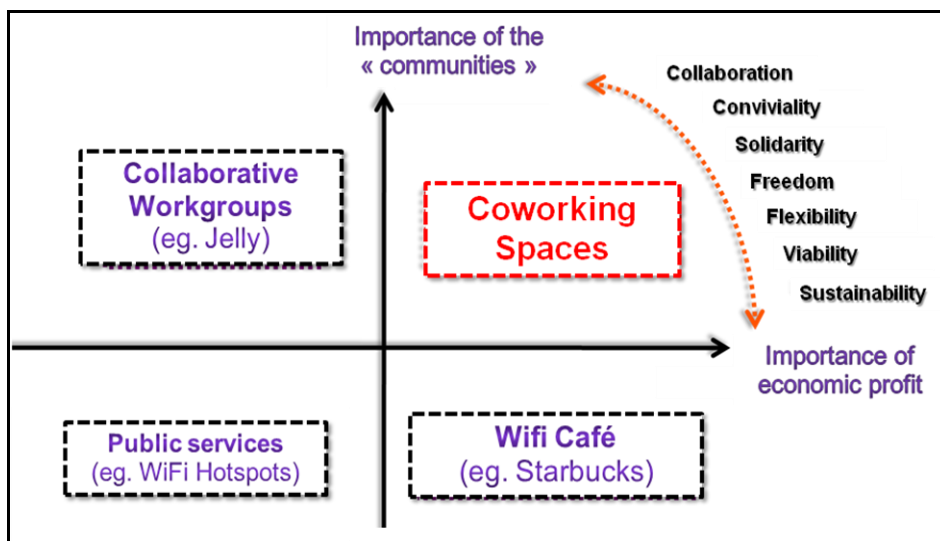 Importance of the
« communities »
Collaboration
Conviviality
Solidarity
Freedom
Flexibility
Viability
Sustainability
Collaborative
Workgroups
(eg. Jelly)
Coworking
Spaces
Importance of
economic profit
Public services
(eg. WiFi Hotspots)
Wifi Café
(eg. Starbucks)